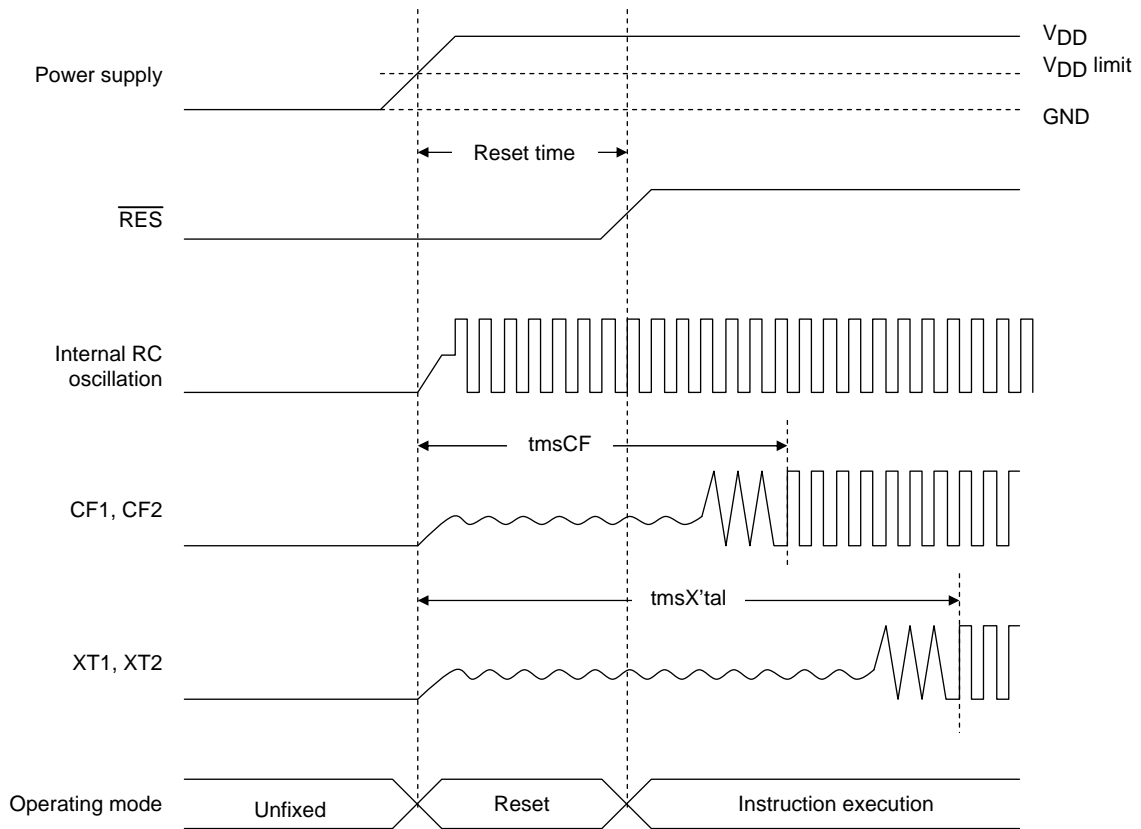 VDD
Power supply
VDD limit
GND
Reset time
RES
Internal RC
oscillation
tmsCF
CF1, CF2
tmsX'tal
XT1, XT2
Operating mode
Unfixed
Reset
Instruction execution